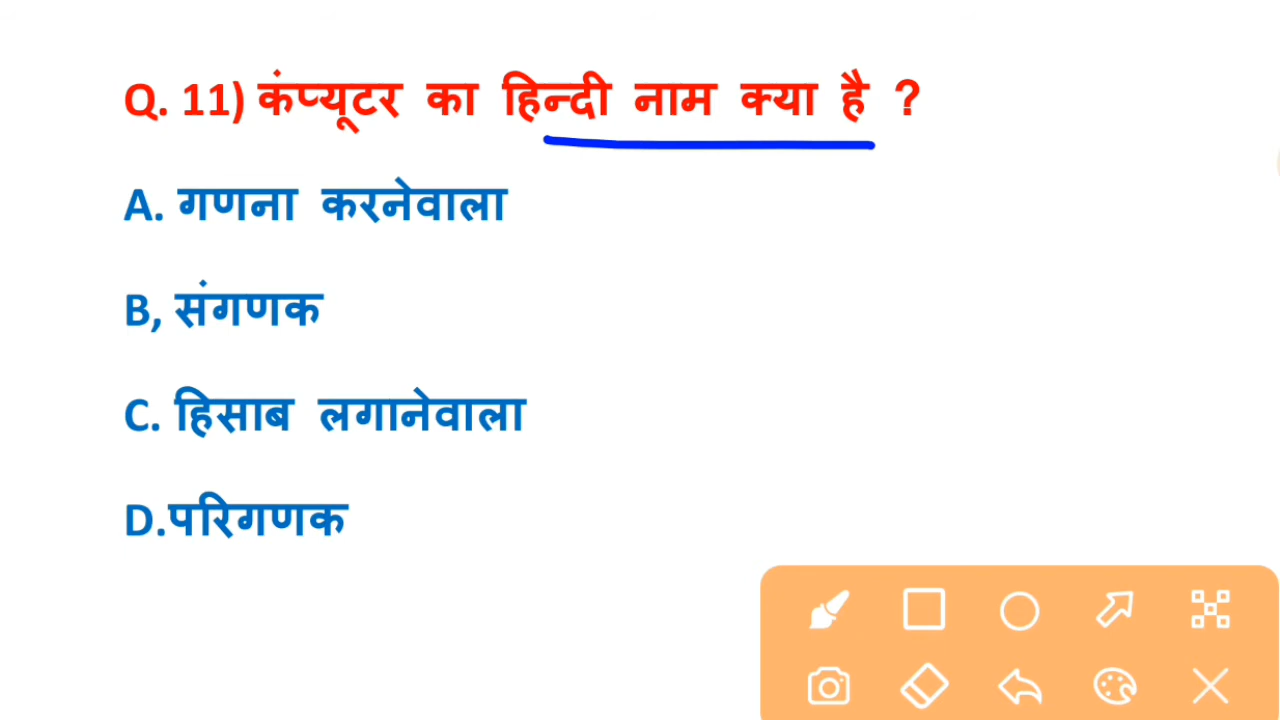 Q. 11) कंप्यूटर का हिन्दी नाम क्या है ?
A. गणना करनेवाला
B, संगणक
C. हिसाब लगानेवाला
D.परिगणक